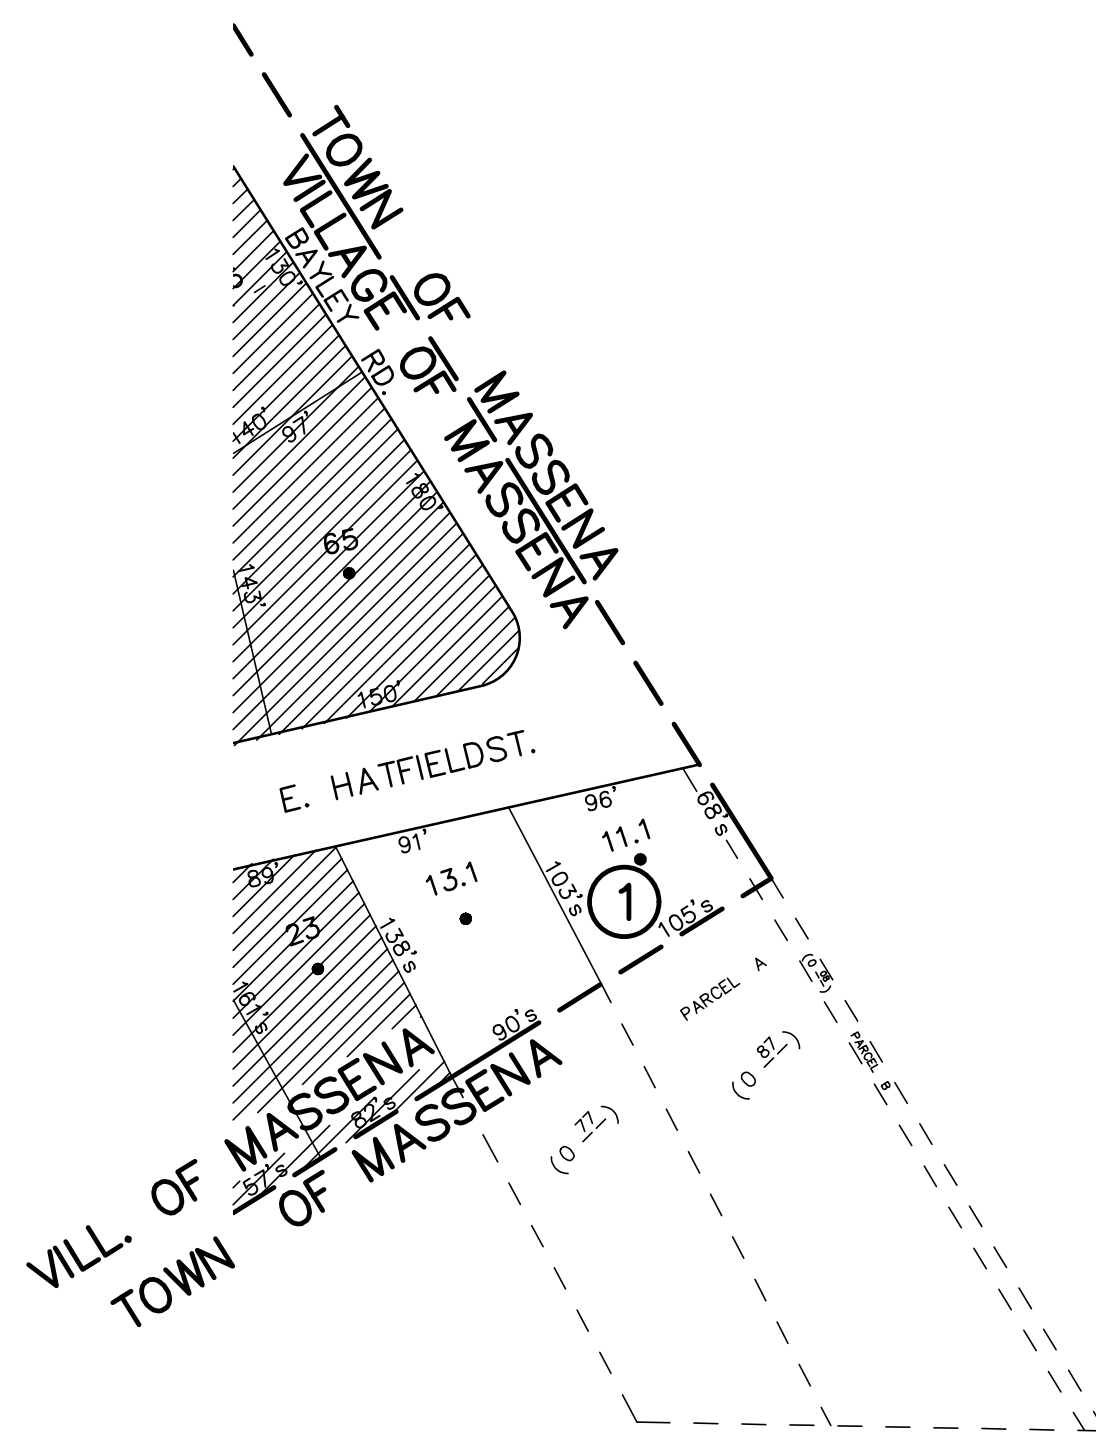 TOWN OF MASSENA
VILLAGE OF MASSENA
BAYLEY RD.
130'
97'
180'
65
143'
150'
E. HATFIELD ST.
96'
68's
91'
11.1
89'
13.1
103's
1
105's
23
138's
161's
90's
PARCEL A
PARCEL B
(0 87)
(0 77)
82's
57's
VILL. OF MASSENA
TOWN OF MASSENA